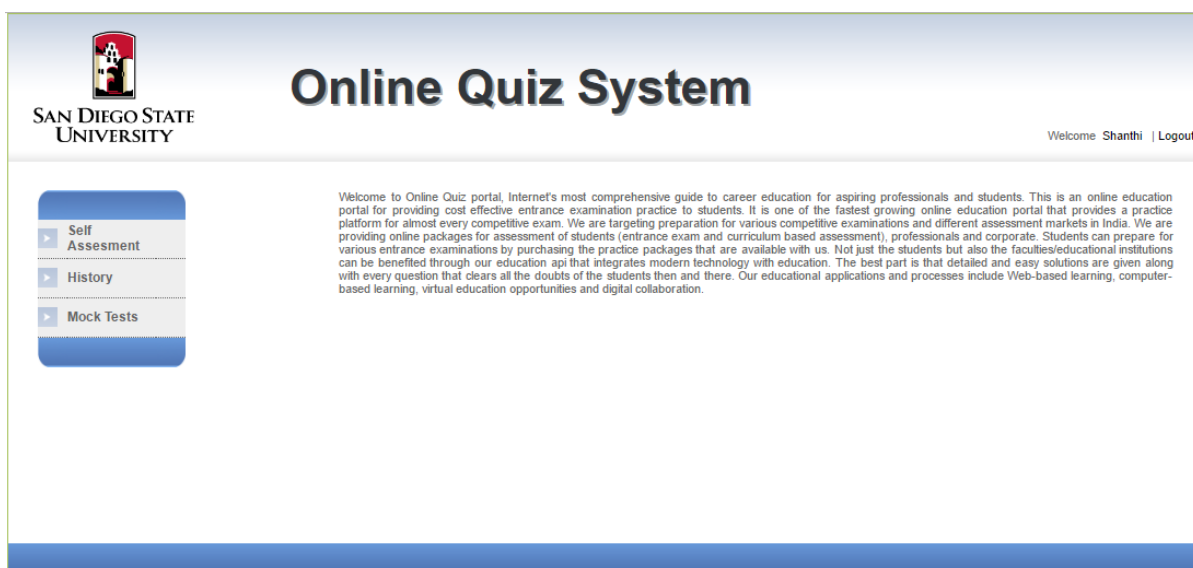 SAN DIEGO STATE
UNIVERSITY
Online Quiz System
Welcome Shanthi | Logout
Self
Assesment
History
Mock Tests
Welcome to Online Quiz portal, Internet's most comprehensive guide to career education for aspiring professionals and students. This is an online education
portal for providing cost effective entrance examination practice to students. It is one of the fastest growing online education portal that provides a practice
platform for almost every competitive exam. We are targeting preparation for various competitive examinations and different assessment markets in India. We are
providing online packages for assessment of students (entrance exam and curriculum based assessment), professionals and corporate. Students can prepare for
various entrance examinations by purchasing the practice packages that are available with us. Not just the students but also the faculties/educational institutions
can be benefited through our education api that integrates modern technology with education. The best part is that detailed and easy solutions are given along
with every question that clears all the doubts of the students then and there. Our educational applications and processes include Web-based learning, computer-
based learning, virtual education opportunities and digital collaboration.